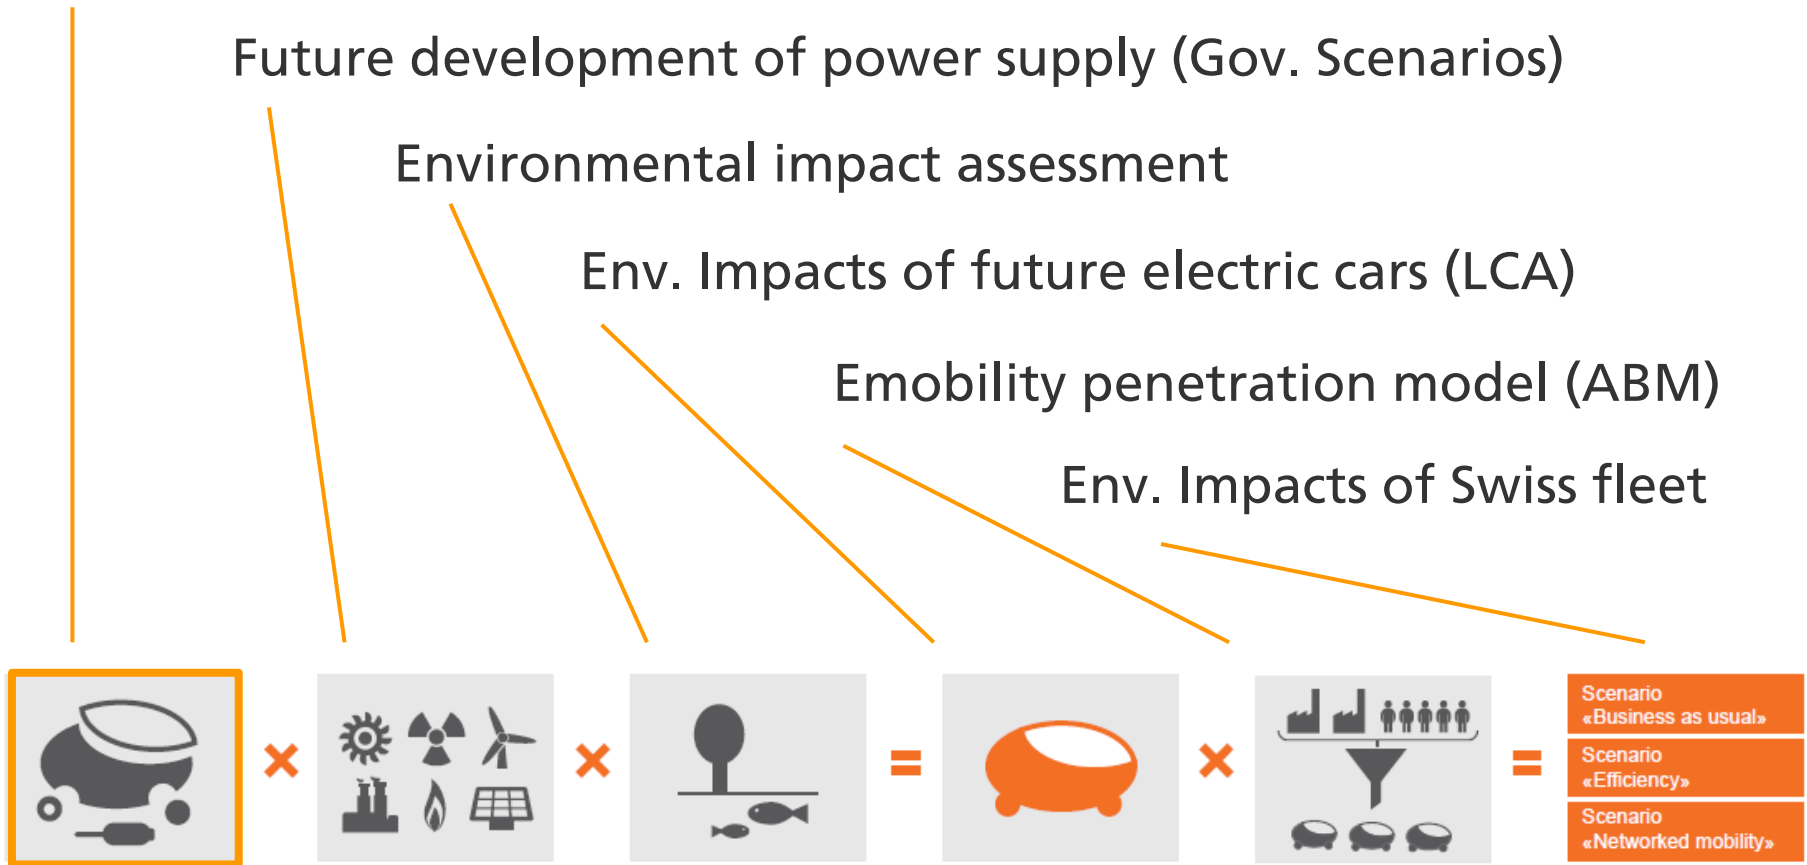 Future development of power supply (Gov. Scenarios)
Environmental impact assessment
Env. Impacts of future electric cars (LCA)
Emobility penetration model (ABM)
Env. Impacts of Swiss fleet
Scenario
«Business as usual»
Scenario
«Efficiency»
Scenario
«Networked mobility»